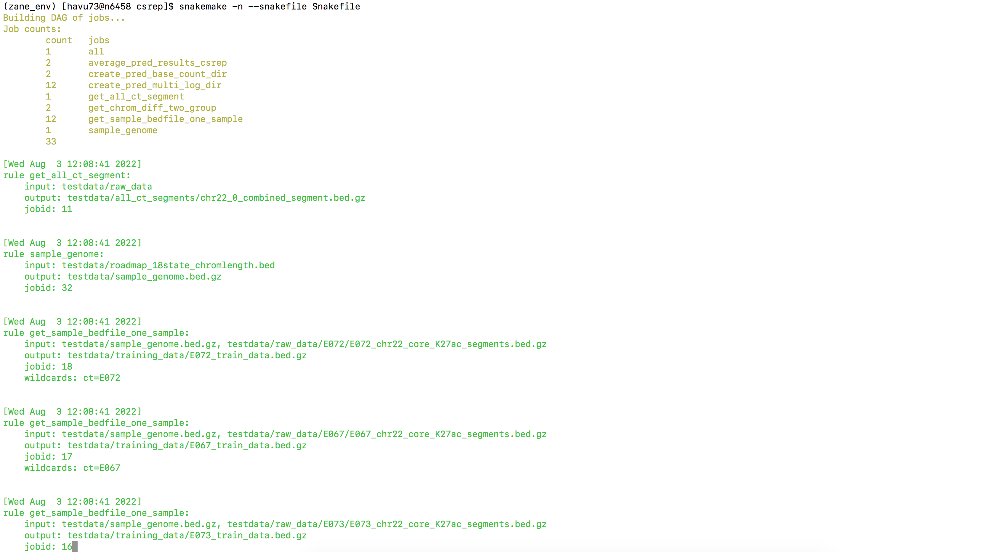 (zane_env) [havu73@n6458 csrep]$ snakemake -n --snakefile Snakefile
Building DAG of jobs...
Job counts:
        count   jobs
        1       all
        2       average_pred_results_csrep
        2       create_pred_base_count_dir
        12      create_pred_multi_log_dir
        1       get_all_ct_segment
        2       get_chrom_diff_two_group
        12      get_sample_bedfile_one_sample
        1       sample_genome
        33

[Wed Aug  3 12:08:41 2022]
rule get_all_ct_segment:
    input: testdata/raw_data
    output: testdata/all_ct_segments/chr22_0_combined_segment.bed.gz
    jobid: 11


[Wed Aug  3 12:08:41 2022]
rule sample_genome:
    input: testdata/roadmap_18state_chromlength.bed
    output: testdata/sample_genome.bed.gz
    jobid: 32


[Wed Aug  3 12:08:41 2022]
rule get_sample_bedfile_one_sample:
    input: testdata/sample_genome.bed.gz, testdata/raw_data/E072/E072_chr22_core_K27ac_segments.bed.gz
    output: testdata/training_data/E072_train_data.bed.gz
    jobid: 18
    wildcards: ct=E072


[Wed Aug  3 12:08:41 2022]
rule get_sample_bedfile_one_sample:
    input: testdata/sample_genome.bed.gz, testdata/raw_data/E067/E067_chr22_core_K27ac_segments.bed.gz
    output: testdata/training_data/E067_train_data.bed.gz
    jobid: 17
    wildcards: ct=E067


[Wed Aug  3 12:08:41 2022]
rule get_sample_bedfile_one_sample:
    input: testdata/sample_genome.bed.gz, testdata/raw_data/E073/E073_chr22_core_K27ac_segments.bed.gz
    output: testdata/training_data/E073_train_data.bed.gz
    jobid: 16